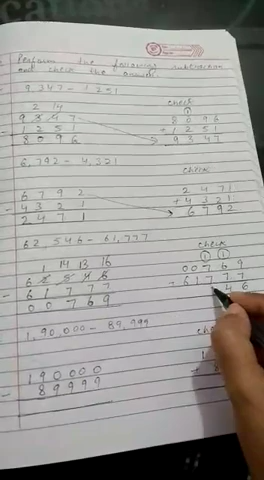 Perform the following subtraction
and check the answer.
9,347 - 1,251
2 14 check
9 3 4 7 8 0 9 6
- 1 2 5 1 + 1 2 5 1
8 0 9 6 9 3 4 7
6,792 - 4,321
check
6 7 9 2 2 4 7 1
- 4 3 2 1 + 4 3 2 1
2 4 7 1 6 7 9 2
62,546 - 61,777
check
1 14 13 16 1 1
6 2 5 4 6 0 0 7 6 9
- 6 1 7 7 7 + 6 1 7 7 7
0 0 7 6 9 4 6
1,90,000 - 89,999
1 9 0 0 0 0
- 8 9 9 9 9